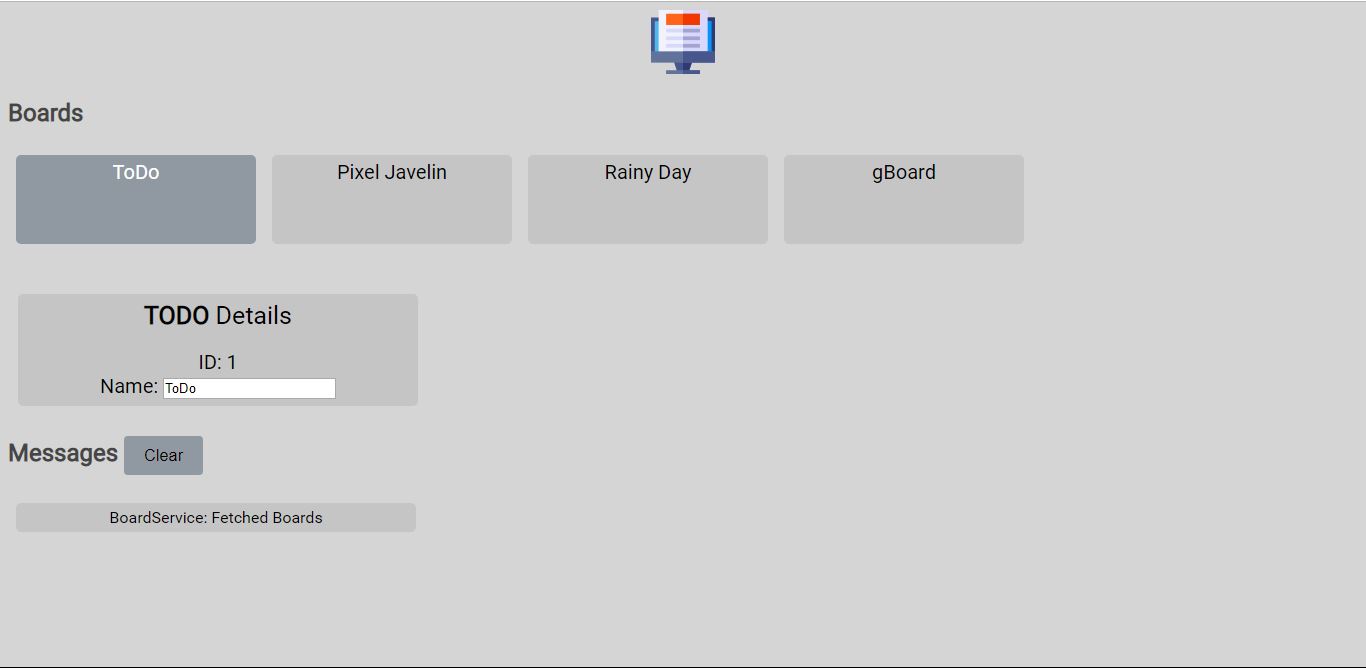 Boards
ToDo Pixel Javelin Rainy Day gBoard
TODO Details
ID: 1
Name: ToDo
Messages Clear
BoardService: Fetched Boards